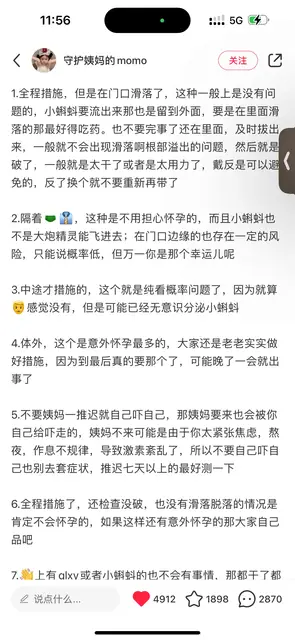 11:56
5G
守护姨妈的momo
关注
1.全程措施，但是在门口滑落了，这种一般上是没有问
题的，小蝌蚪要流出来那也是留到外面，要是在里面滑
落的那最好得吃药。也不要完事了还在里面，及时拔出
来，一般就不会出现滑落啊根部溢出的问题，然后就是
破了，一般就是太干了或者是太用力了，戴反是可以避
免的，反了换个就不要重新再带了
2.隔着🩲👔，这种是不用担心怀孕的，而且小蝌蚪也
不是大炮精灵能飞进去；在门口边缘的也存在一定的风
险，只能说概率低，但万一你是那个幸运儿呢
3.中途才措施的，这个就是纯看概率问题了，因为就算
👨感觉没有，但是可能已经无意识分泌小蝌蚪
4.体外，这个是意外怀孕最多的，大家还是老老实实做
好措施，因为到最后真的要那个了，可能晚了一会就出
事了
5.不要姨妈一推迟就自己吓自己，那姨妈要来也会被你
自己给吓走的，姨妈不来可能是由于你太紧张焦虑，熬
夜，作息不规律，导致激素紊乱了，所以不要自己吓自
己也别去套症状，推迟七天以上的最好测一下
6.全程措施了，还检查没破，也没有滑落脱落的情况是
肯定不会怀孕的，如果这样还有意外怀孕的那大家自己
品吧
7.👋上有qlxy或者小蝌蚪的也不会有事情，那都干了都
说点什么...
4912
1898
2870